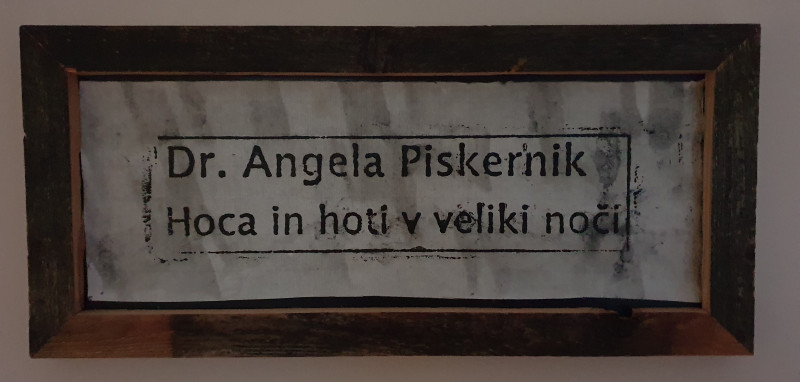 Dr. Angela Piskernik
Hoca in hoti v veliki noči